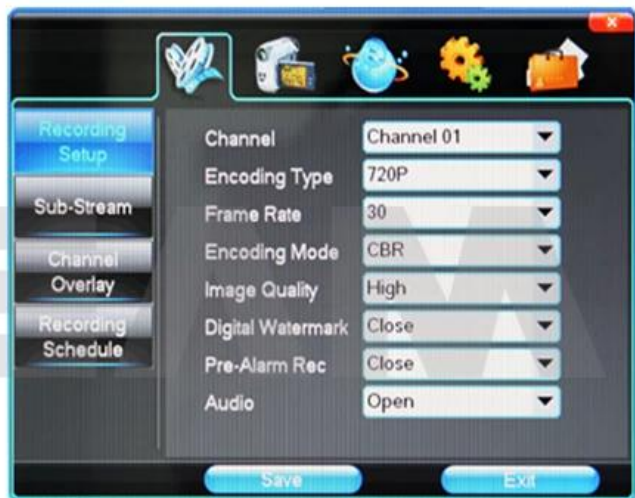 Recording
Setup
Sub-Stream
Channel
Overlay
Recording
Schedule
Channel Channel 01
Encoding Type 720P
Frame Rate 30
Encoding Mode CBR
Image Quality High
Digital Watermark Close
Pre-Alarm Rec Close
Audio Open
Save Exit